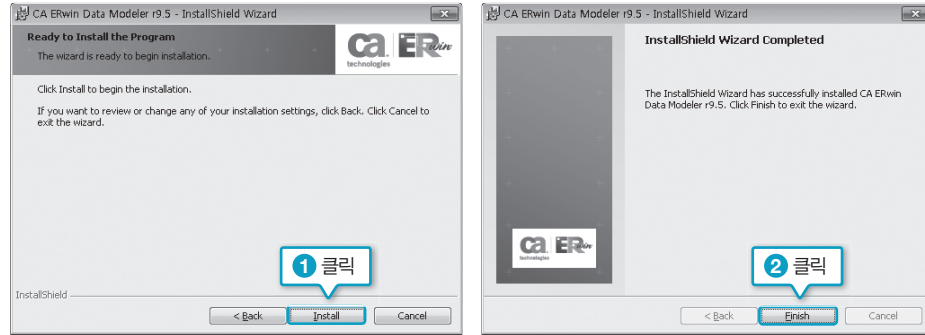 CA ERwin Data Modeler r9.5 - InstallShield Wizard
Ready to Install the Program
The wizard is ready to begin installation.
ca
technologies
ERwin
Click Install to begin the installation.
If you want to review or change any of your installation settings, click Back. Click Cancel to
exit the wizard.
1 클릭
InstallShield
< Back
Install
Cancel
CA ERwin Data Modeler r9.5 - InstallShield Wizard
InstallShield Wizard Completed
The InstallShield Wizard has successfully installed CA ERwin
Data Modeler r9.5. Click Finish to exit the wizard.
ca
technologies
ERwin
2 클릭
< Back
Finish
Cancel